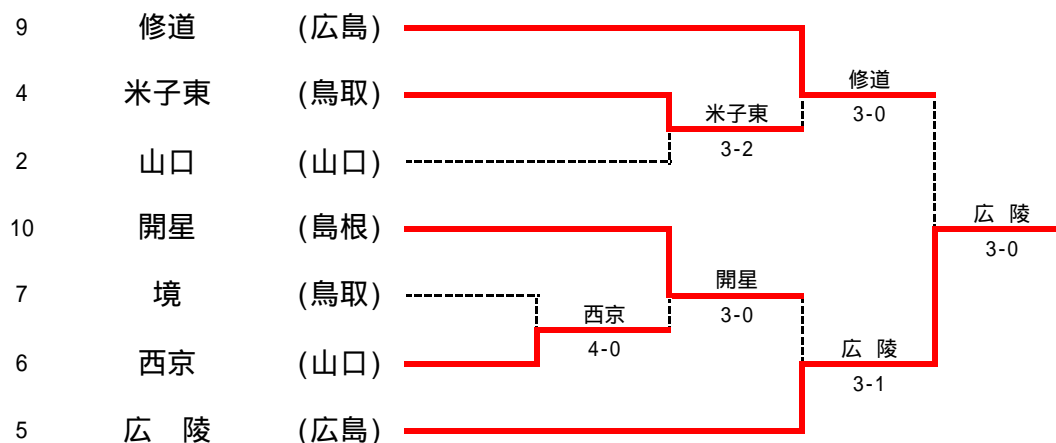 9 修道 (広島)
修道
4 米子東 (鳥取)
3-0
米子東
3-2
2 山口 (山口)
10 開星 (島根)
広 陵
3-0
開星
7 境 (鳥取)
3-0
西京
4-0
広 陵
6 西京 (山口)
3-1
5 広 陵 (広島)